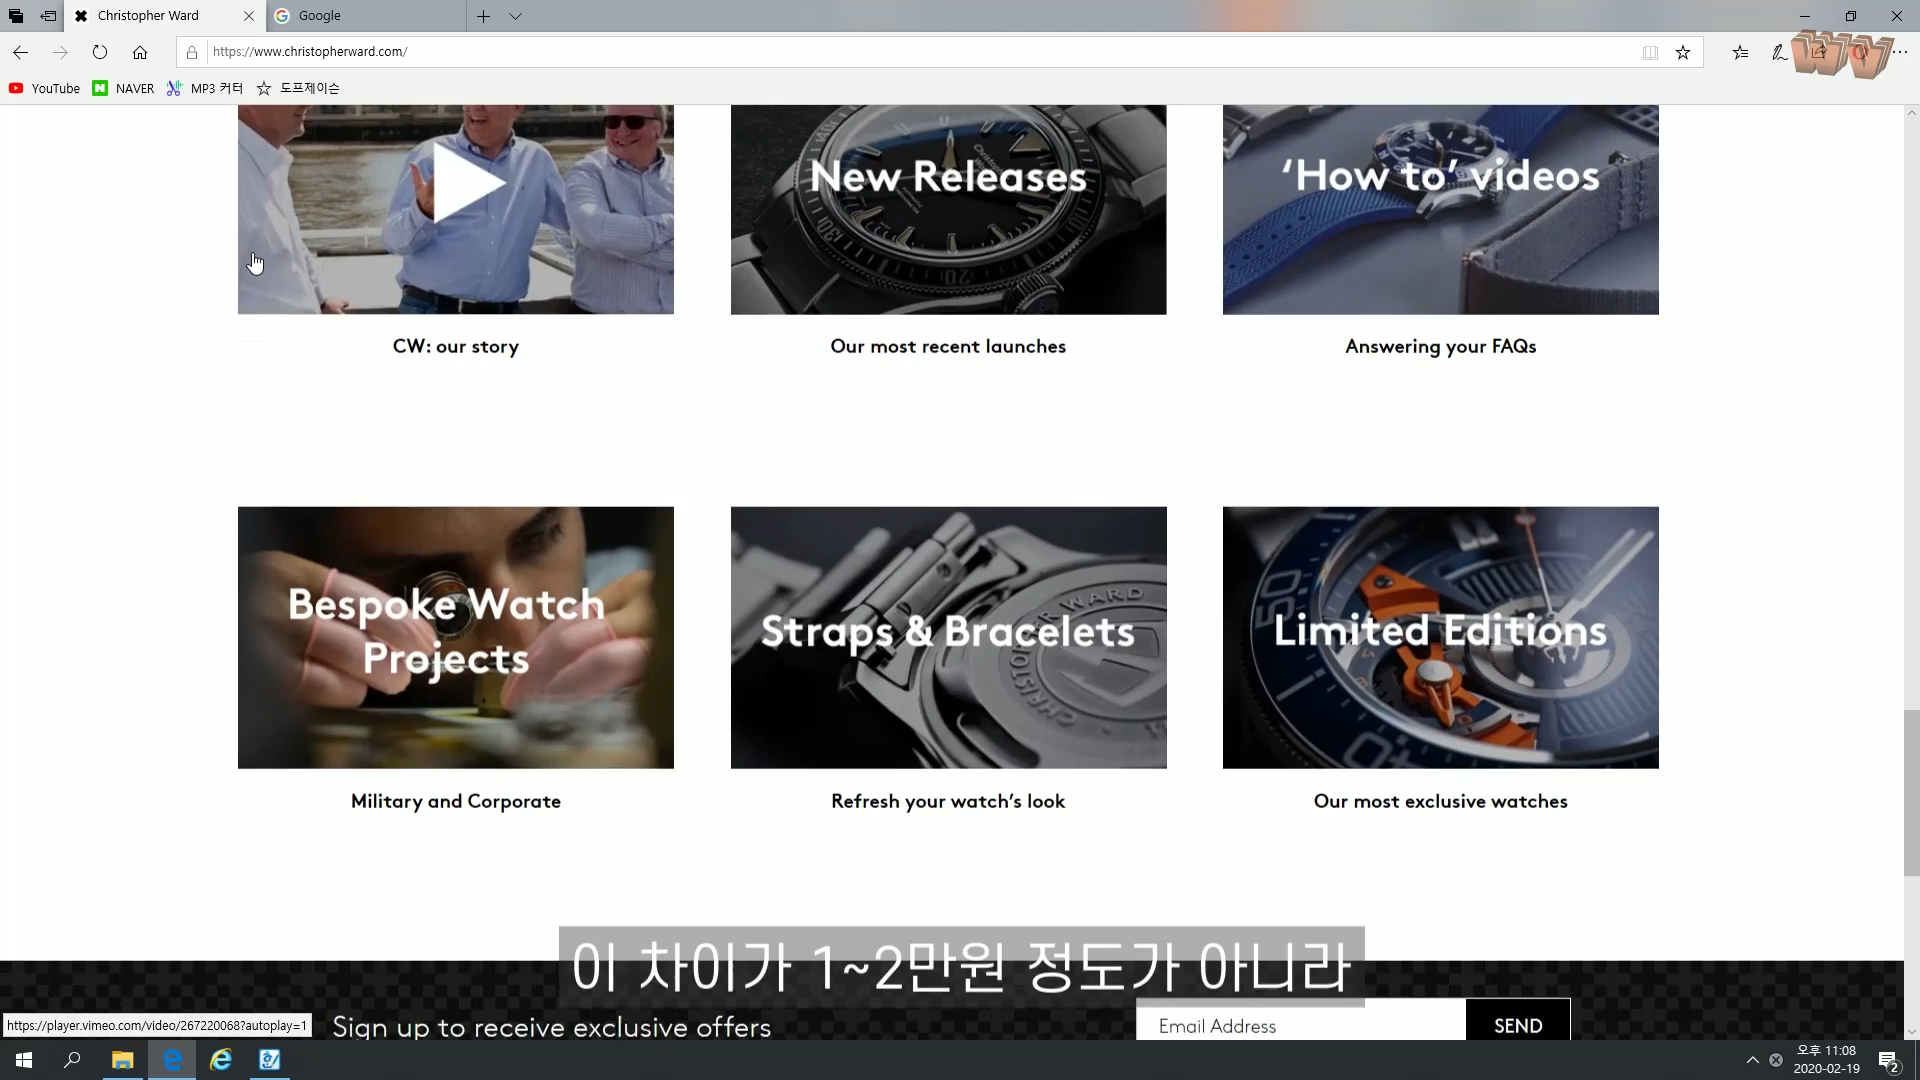 Christopher Ward
Google
https://www.christopherward.com/
YouTube
NAVER
MP3 커터
도프제이슨
New Releases
'How to' videos
CW: our story
Our most recent launches
Answering your FAQs
Bespoke Watch
Projects
Straps & Bracelets
CHRISTOPHER WARD
Limited Editions
Military and Corporate
Refresh your watch's look
Our most exclusive watches
이 차이가 1~2만원 정도가 아니라
https://player.vimeo.com/video/267220068?autoplay=1
Sign up to receive exclusive offers
Email Address
SEND
오후 11:08
2020-02-19
2